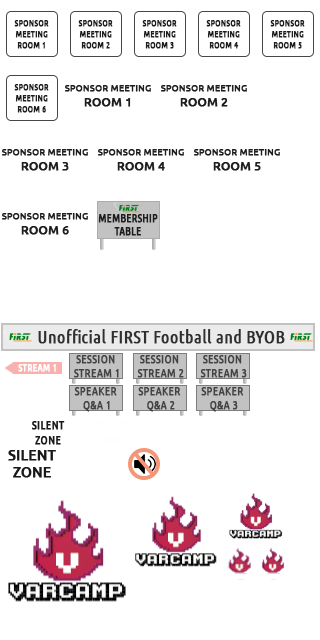 SPONSOR MEETING ROOM 1
SPONSOR MEETING ROOM 2
SPONSOR MEETING ROOM 3
SPONSOR MEETING ROOM 4
SPONSOR MEETING ROOM 5
SPONSOR MEETING ROOM 6
SPONSOR MEETING
ROOM 1
SPONSOR MEETING
ROOM 2
SPONSOR MEETING
ROOM 3
SPONSOR MEETING
ROOM 4
SPONSOR MEETING
ROOM 5
SPONSOR MEETING
ROOM 6
FIRST
MEMBERSHIP
TABLE
FIRST Unofficial FIRST Football and BYOB FIRST
STREAM 1
SESSION
STREAM 1
SESSION
STREAM 2
SESSION
STREAM 3
SPEAKER
Q&A 1
SPEAKER
Q&A 2
SPEAKER
Q&A 3
SILENT
ZONE
SILENT
ZONE
VARCAMP
VARCAMP
VARCAMP